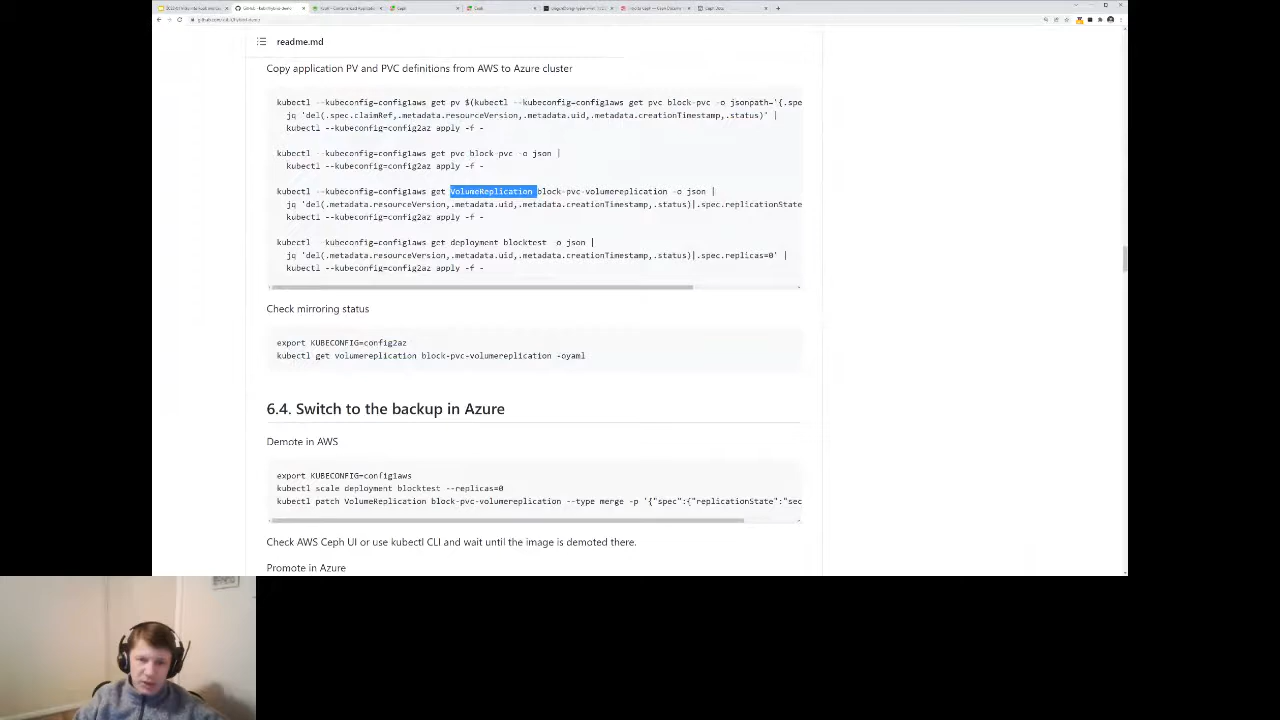 readme.md
Copy application PV and PVC definitions from AWS to Azure cluster
kubectl --kubeconfig=config1aws get pv $(kubectl --kubeconfig=config1aws get pvc block-pvc -o jsonpath='{.spe
jq 'del(.spec.claimRef,.metadata.resourceVersion,.metadata.uid,.metadata.creationTimestamp,.status)' |
kubectl --kubeconfig=config2az apply -f -
kubectl --kubeconfig=config1aws get pvc block-pvc -o json |
kubectl --kubeconfig=config2az apply -f -
kubectl --kubeconfig=config1aws get VolumeReplication block-pvc-volumereplication -o json |
jq 'del(.metadata.resourceVersion,.metadata.uid,.metadata.creationTimestamp,.status)|.spec.replicationState
kubectl --kubeconfig=config2az apply -f -
kubectl --kubeconfig=config1aws get deployment blocktest -o json |
jq 'del(.metadata.resourceVersion,.metadata.uid,.metadata.creationTimestamp,.status)|.spec.replicas=0' |
kubectl --kubeconfig=config2az apply -f -
Check mirroring status
export KUBECONFIG=config2az
kubectl get volumereplication block-pvc-volumereplication -oyaml
6.4. Switch to the backup in Azure
Demote in AWS
export KUBECONFIG=config1aws
kubectl scale deployment blocktest --replicas=0
kubectl patch VolumeReplication block-pvc-volumereplication --type merge -p '{"spec":{"replicationState":"sec
Check AWS Ceph UI or use kubectl CLI and wait until the image is demoted there.
Promote in Azure